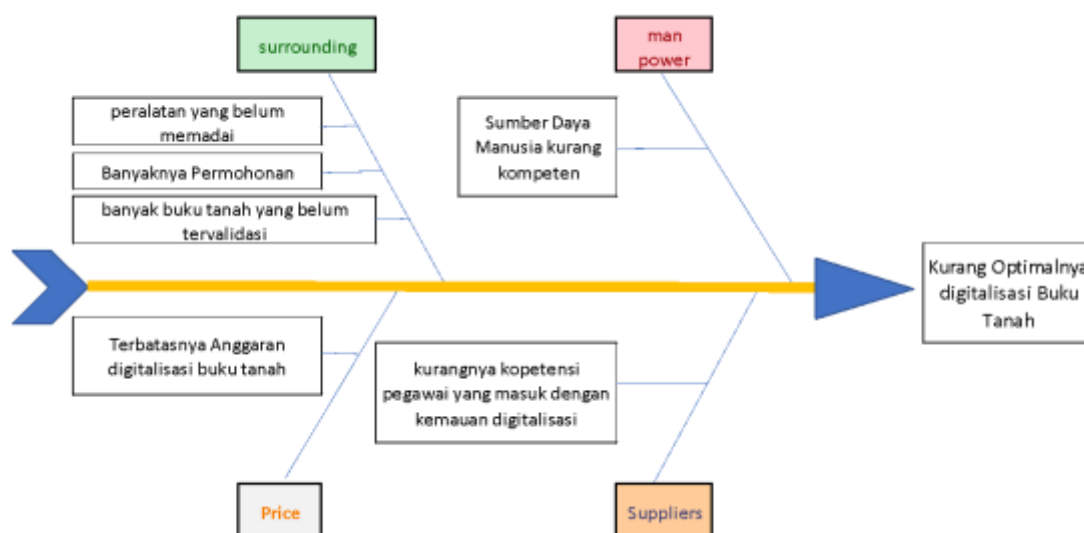 surrounding
man
power
peralatan yang belum
memadai
Banyaknya Permohonan
banyak buku tanah yang belum
tervalidasi
Sumber Daya
Manusia kurang
kompeten
Kurang Optimalnya
digitalisasi Buku
Tanah
Terbatasnya Anggaran
digitalisasi buku tanah
kurangnya kopetensi
pegawai yang masuk dengan
kemauan digitalisasi
Price
Suppliers